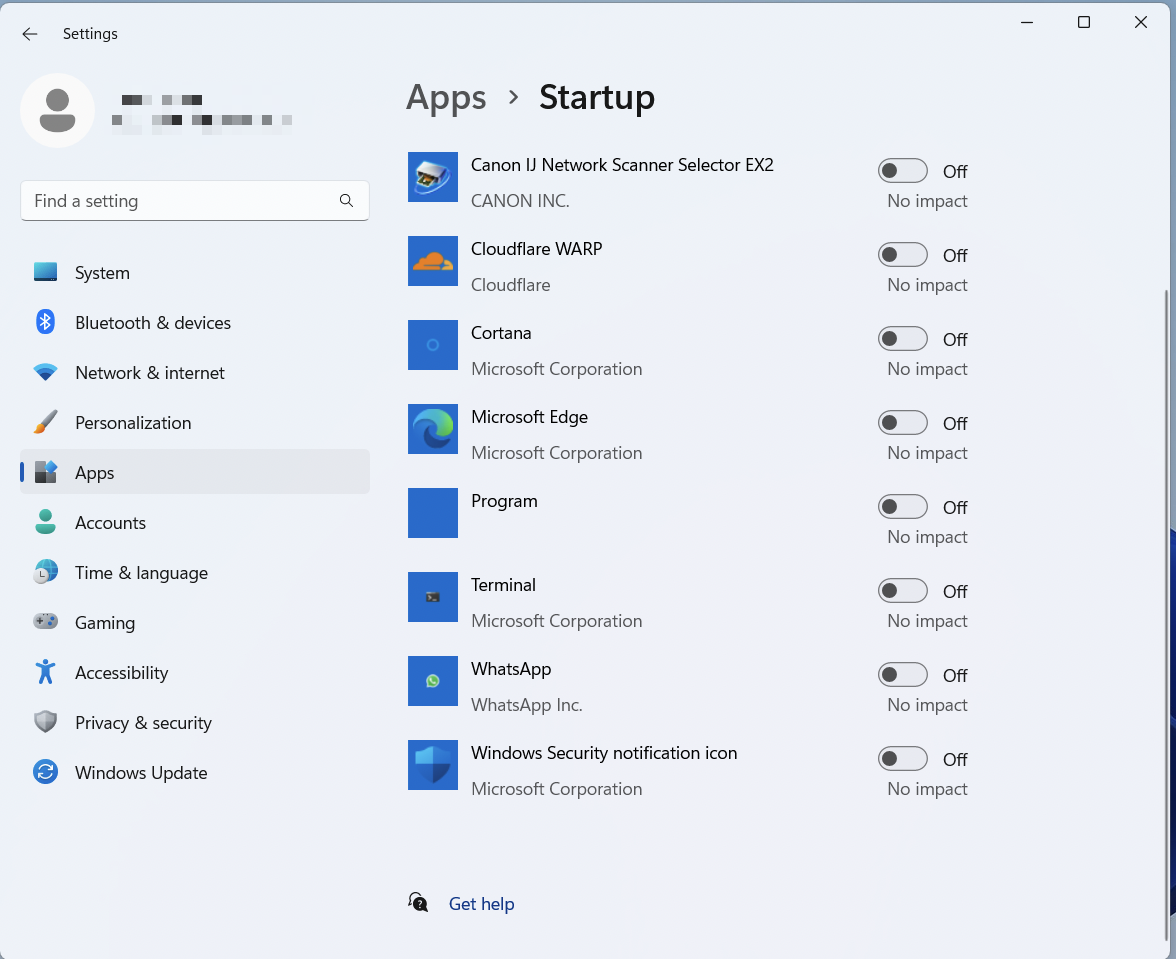 Settings
Find a setting
System
Bluetooth & devices
Network & internet
Personalization
Apps
Accounts
Time & language
Gaming
Accessibility
Privacy & security
Windows Update
Apps > Startup
Canon IJ Network Scanner Selector EX2
CANON INC.
Off
No impact
Cloudflare WARP
Cloudflare
Off
No impact
Cortana
Microsoft Corporation
Off
No impact
Microsoft Edge
Microsoft Corporation
Off
No impact
Program
Off
No impact
Terminal
Microsoft Corporation
Off
No impact
WhatsApp
WhatsApp Inc.
Off
No impact
Windows Security notification icon
Microsoft Corporation
Off
No impact
Get help